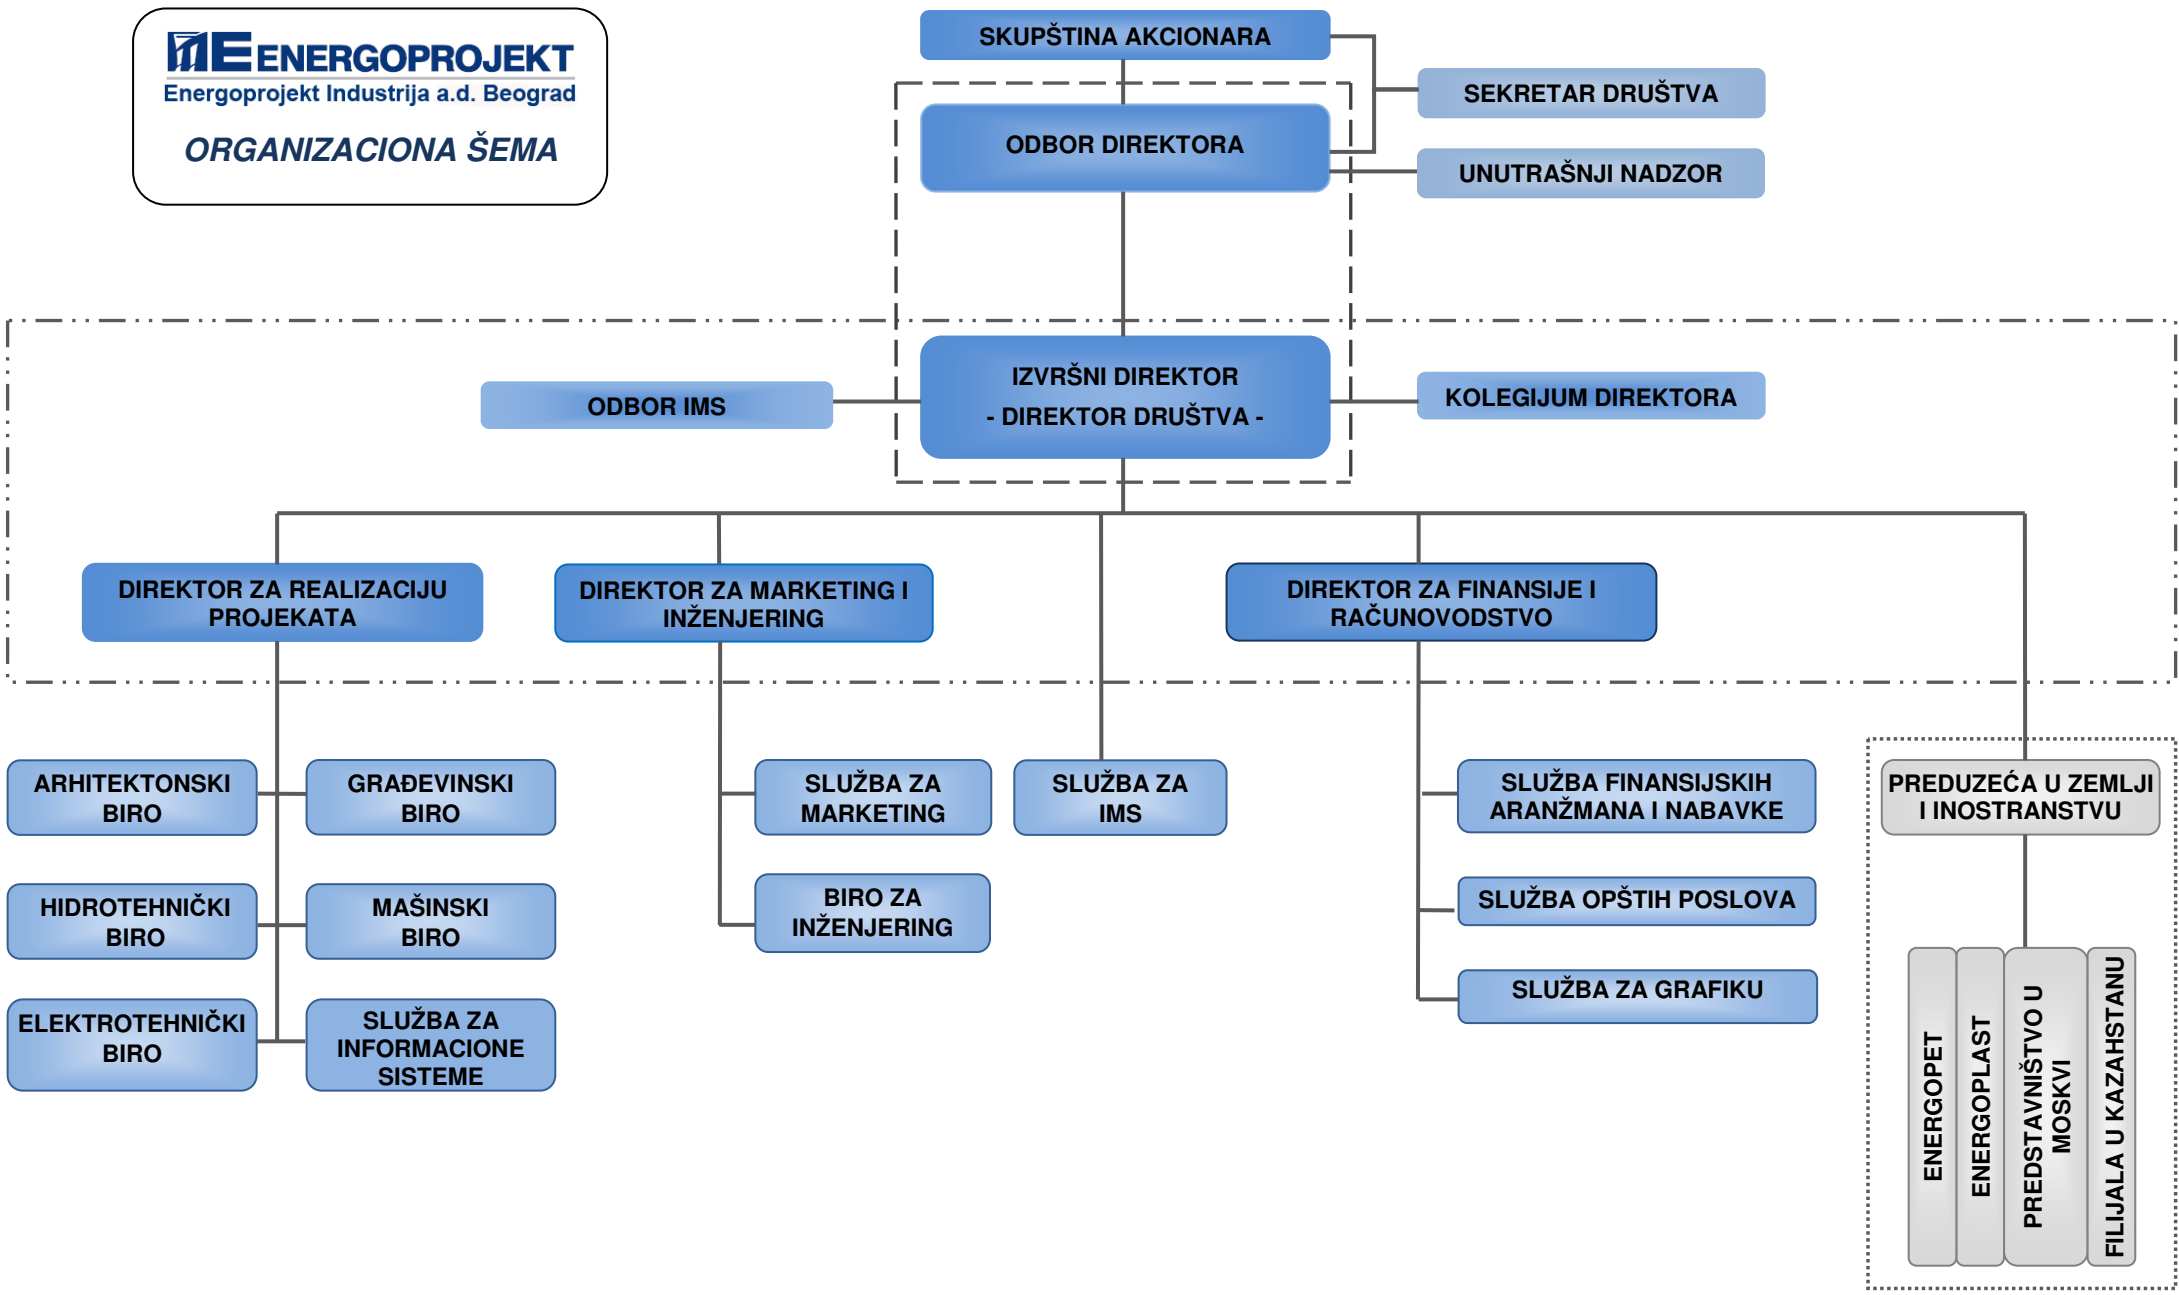 ENERGOPROJEKT
Energoprojekt Industrija a.d. Beograd
ORGANIZACIONA ŠEMA
SKUPŠTINA AKCIONARA
SEKRETAR DRUŠTVA
ODBOR DIREKTORA
UNUTRAŠNJI NADZOR
IZVRŠNI DIREKTOR
- DIREKTOR DRUŠTVA -
ODBOR IMS
KOLEGIJUM DIREKTORA
DIREKTOR ZA REALIZACIJU
PROJEKATA
DIREKTOR ZA MARKETING I
INŽENJERING
DIREKTOR ZA FINANSIJE I
RAČUNOVODSTVO
ARHITEKTONSKI
BIRO
GRAĐEVINSKI
BIRO
HIDROTEHNIČKI
BIRO
MAŠINSKI
BIRO
ELEKTROTEHNIČKI
BIRO
SLUŽBA ZA
INFORMACIONE
SISTEME
SLUŽBA ZA
MARKETING
BIRO ZA
INŽENJERING
SLUŽBA ZA
IMS
SLUŽBA FINANSIJSKIH
ARANŽMANA I NABAVKE
SLUŽBA OPŠTIH POSLOVA
SLUŽBA ZA GRAFIKU
PREDUZEĆA U ZEMLJI
I INOSTRANSTVU
ENERGOPET
ENERGOPLAST
PREDSTAVNIŠTVO U
MOSKVI
FILIJALA U KAZAHSTANU